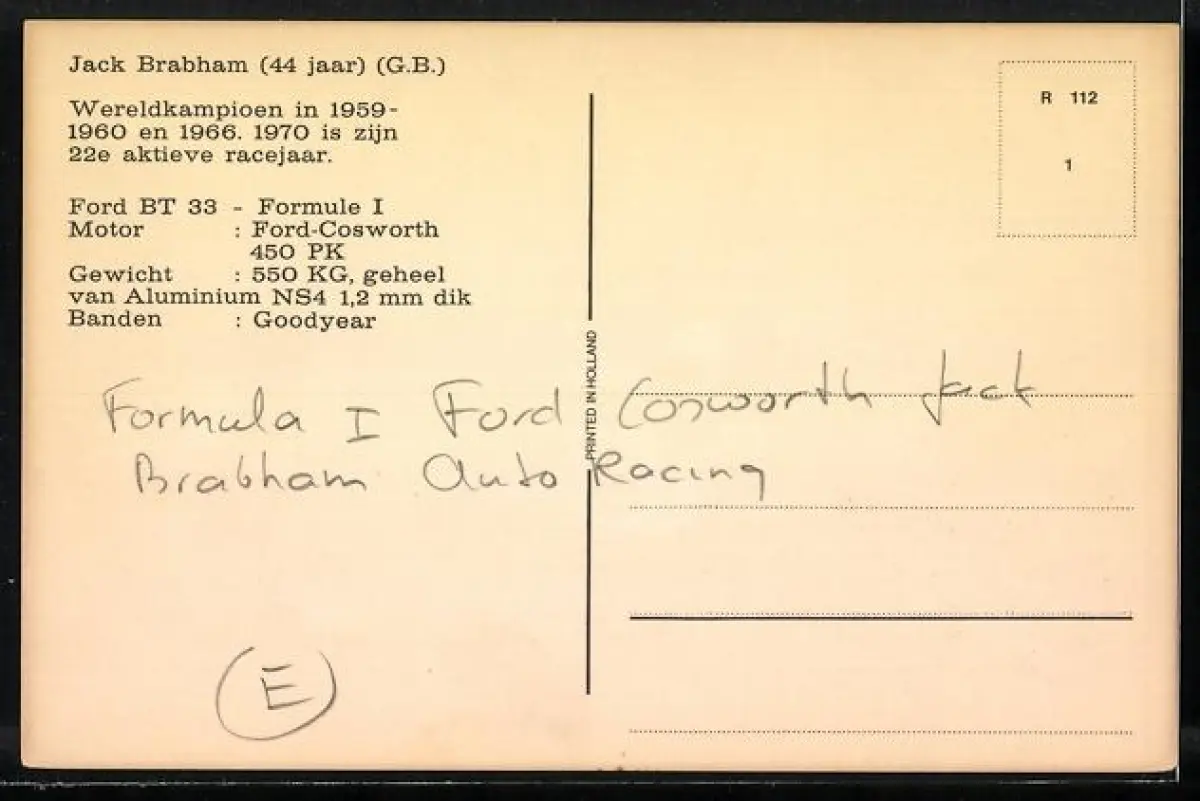 Jack Brabham (44 jaar) (G.B.)
Wereldkampioen in 1959-
1960 en 1966. 1970 is zijn
22e aktieve racejaar.
Ford BT 33 - Formule I
Motor : Ford-Cosworth
450 PK
Gewicht : 550 KG, geheel
van Aluminium NS4 1,2 mm dik
Banden : Goodyear
R 112
1
PRINTED IN HOLLAND
Formula I Ford Cosworth Jack
Brabham Auto Racing
E